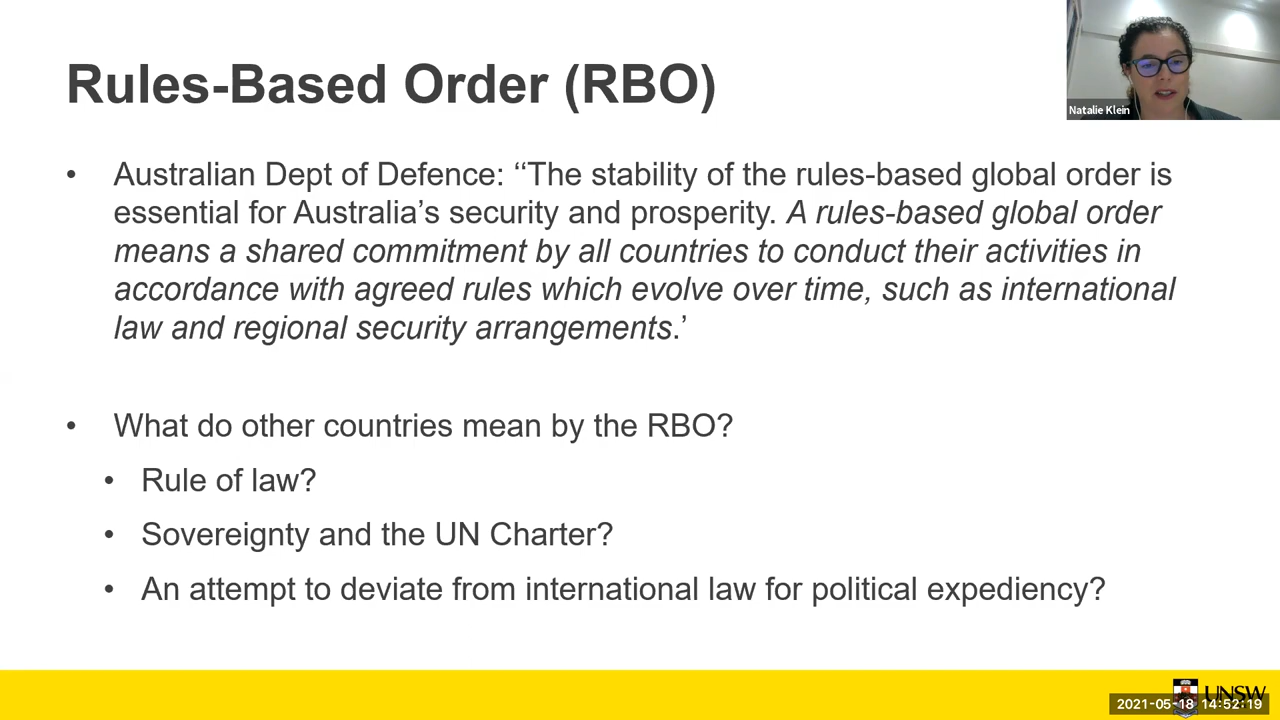 Rules-Based Order (RBO)
Natalie Klein
• Australian Dept of Defence: ‘‘The stability of the rules-based global order is
essential for Australia’s security and prosperity. A rules-based global order
means a shared commitment by all countries to conduct their activities in
accordance with agreed rules which evolve over time, such as international
law and regional security arrangements.’
• What do other countries mean by the RBO?
• Rule of law?
• Sovereignty and the UN Charter?
• An attempt to deviate from international law for political expediency?
UNSW
2021-05-18 14:52:19